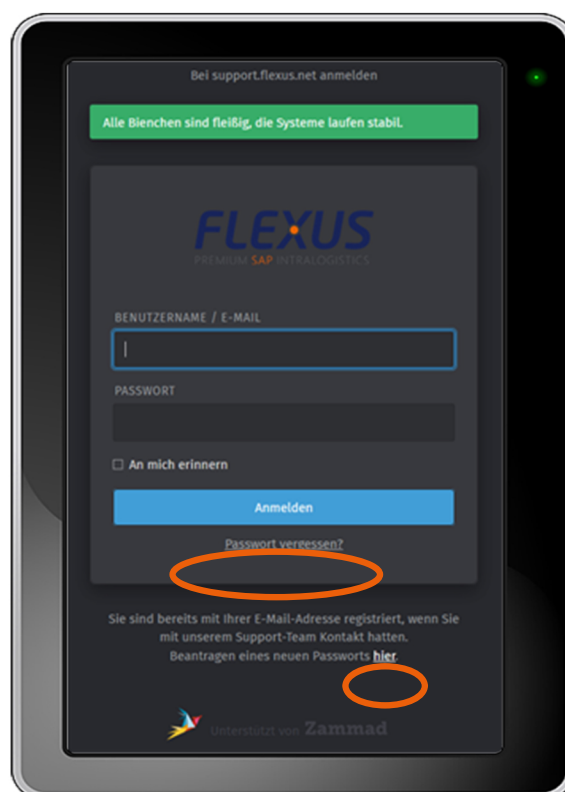 Bei support.flexus.net anmelden
Alle Bienchen sind fleißig, die Systeme laufen stabil.
FLEXUS
PREMIUM SAP INTRALOGISTICS
BENUTZERNAME / E-MAIL
PASSWORT
An mich erinnern
Anmelden
Passwort vergessen?
Sie sind bereits mit Ihrer E-Mail-Adresse registriert, wenn Sie
mit unserem Support-Team Kontakt hatten.
Beantragen eines neuen Passworts hier.
Unterstützt von Zammad